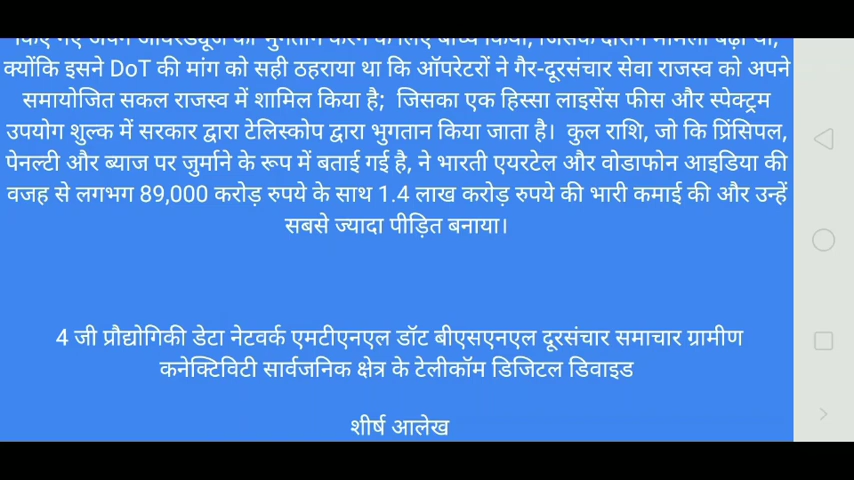 क्योंकि इसने DoT की मांग को सही ठहराया था कि ऑपरेटरों ने गैर-दूरसंचार सेवा राजस्व को अपने
समायोजित सकल राजस्व में शामिल किया है; जिसका एक हिस्सा लाइसेंस फीस और स्पेक्ट्रम
उपयोग शुल्क में सरकार द्वारा टेलिस्कोप द्वारा भुगतान किया जाता है। कुल राशि, जो कि प्रिंसिपल,
पेनल्टी और ब्याज पर जुर्माने के रूप में बताई गई है, ने भारती एयरटेल और वोडाफोन आइडिया की
वजह से लगभग 89,000 करोड़ रुपये के साथ 1.4 लाख करोड़ रुपये की भारी कमाई की और उन्हें
सबसे ज्यादा पीड़ित बनाया।
4 जी प्रौद्योगिकी डेटा नेटवर्क एमटीएनएल डॉट बीएसएनएल दूरसंचार समाचार ग्रामीण
कनेक्टिविटी सार्वजनिक क्षेत्र के टेलीकॉम डिजिटल डिवाइड
शीर्ष आलेख